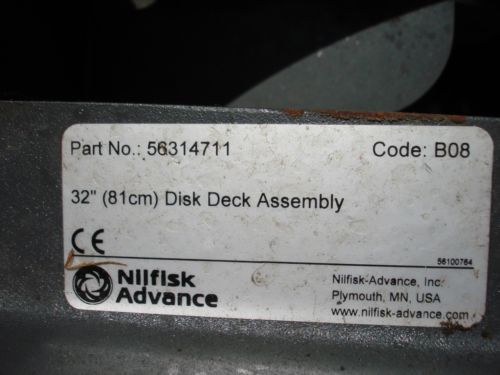 Part No.: 56314711 Code: B08
32" (81cm) Disk Deck Assembly
CE
56100764
Nilfisk
Advance
Nilfisk-Advance, Inc.
Plymouth, MN, USA
www.nilfisk-advance.com